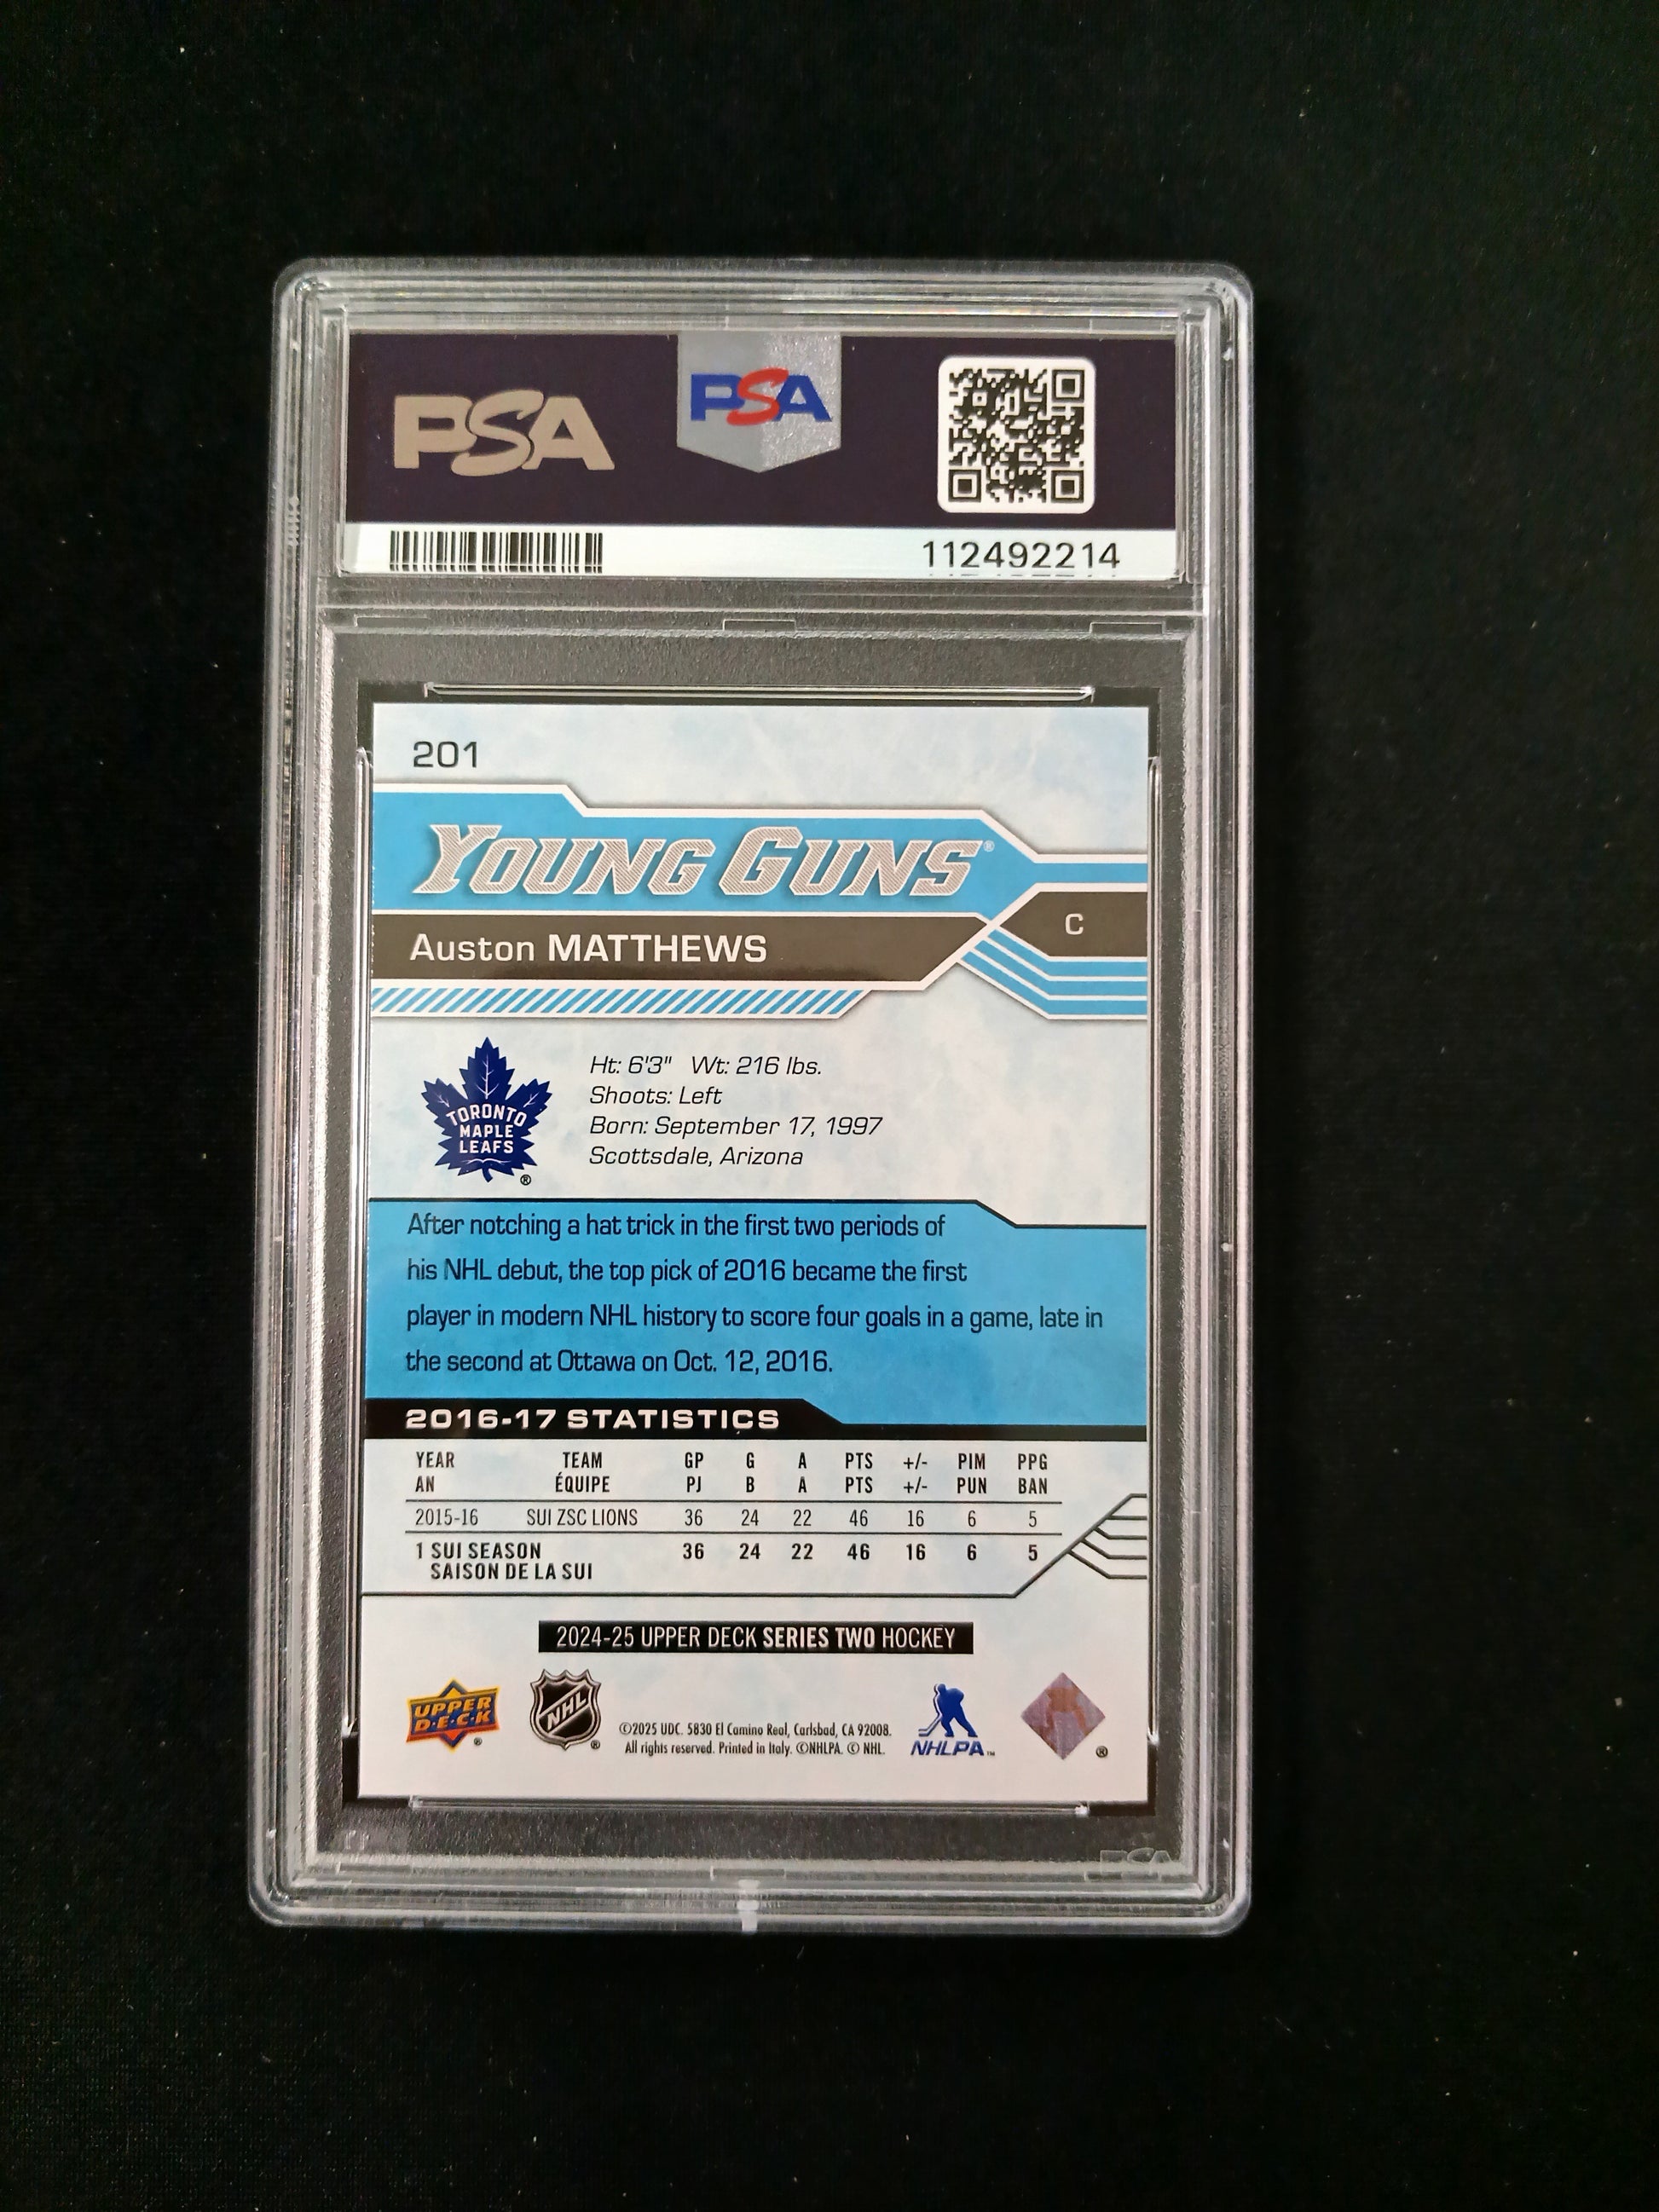 PSA
PSA
112492214
201
YOUNG GUNS®
C
Auston MATTHEWS
TORONTO
MAPLE
LEAFS
®
Ht: 6'3" Wt: 216 lbs.
Shoots: Left
Born: September 17, 1997
Scottsdale, Arizona
After notching a hat trick in the first two periods of
his NHL debut, the top pick of 2016 became the first
player in modern NHL history to score four goals in a game, late in
the second at Ottawa on Oct. 12, 2016.
2016-17 STATISTICS
YEAR TEAM GP G A PTS +/- PIM PPG
AN ÉQUIPE PJ B A PTS +/- PUN BAN
2015-16 SUI ZSC LIONS 36 24 22 46 16 6 5
1 SUI SEASON 36 24 22 46 16 6 5
SAISON DE LA SUI
2024-25 UPPER DECK SERIES TWO HOCKEY
UPPER
D·E·C·K
®
NHL
®
©2025 UDC. 5830 El Camino Real, Carlsbad, CA 92008.
All rights reserved. Printed in Italy. ©NHLPA. © NHL.
NHLPA™
®
PSA